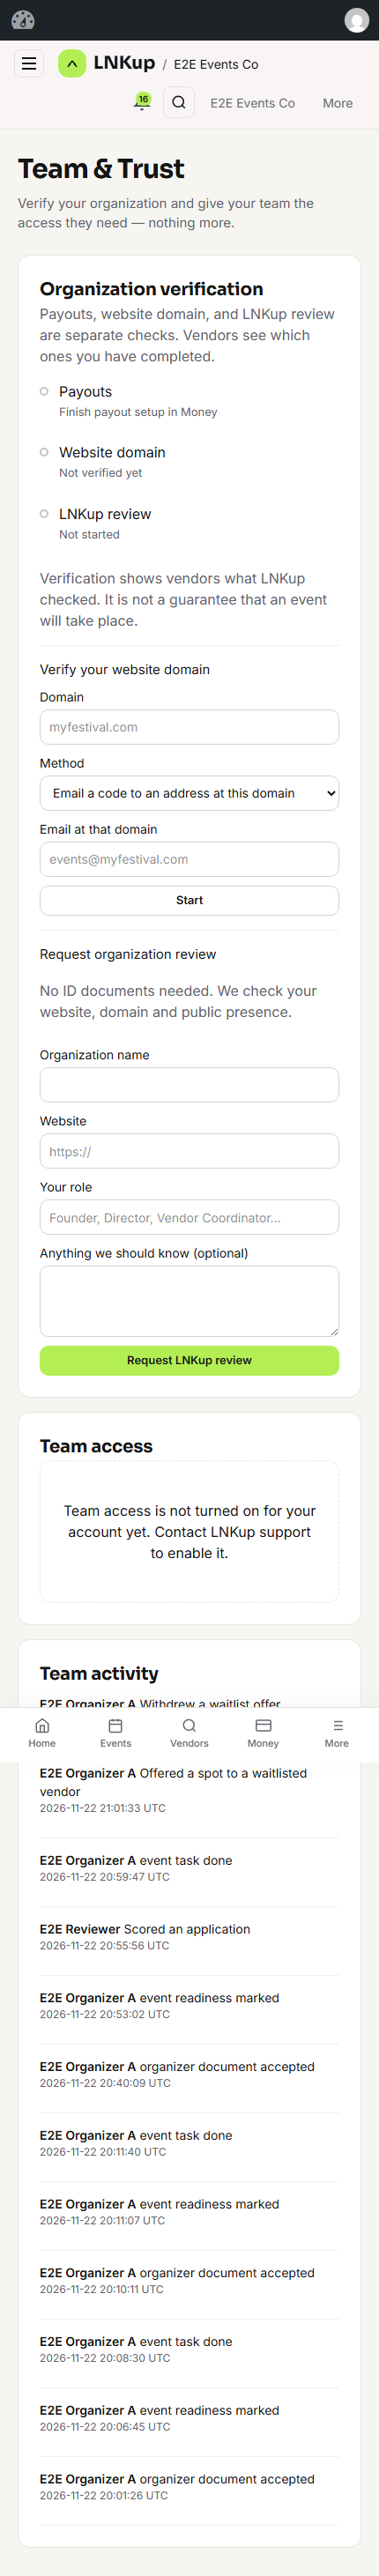 LNKup / E2E Events Co
16
E2E Events Co
More
Team & Trust
Verify your organization and give your team the
access they need — nothing more.
Organization verification
Payouts, website domain, and LNKup review
are separate checks. Vendors see which
ones you have completed.
Payouts
Finish payout setup in Money
Website domain
Not verified yet
LNKup review
Not started
Verification shows vendors what LNKup
checked. It is not a guarantee that an event
will take place.
Verify your website domain
Domain
myfestival.com
Method
Email a code to an address at this domain
Email at that domain
events@myfestival.com
Start
Request organization review
No ID documents needed. We check your
website, domain and public presence.
Organization name
Website
https://
Your role
Founder, Director, Vendor Coordinator...
Anything we should know (optional)
Request LNKup review
Team access
Team access is not turned on for your
account yet. Contact LNKup support
to enable it.
Team activity
E2E Organizer A Withdrew a waitlist offer
Home
Events
Vendors
Money
More
E2E Organizer A Offered a spot to a waitlisted
vendor
2026-11-22 21:01:33 UTC
E2E Organizer A event task done
2026-11-22 20:59:47 UTC
E2E Reviewer Scored an application
2026-11-22 20:55:56 UTC
E2E Organizer A event readiness marked
2026-11-22 20:53:02 UTC
E2E Organizer A organizer document accepted
2026-11-22 20:40:09 UTC
E2E Organizer A event task done
2026-11-22 20:11:40 UTC
E2E Organizer A event readiness marked
2026-11-22 20:11:07 UTC
E2E Organizer A organizer document accepted
2026-11-22 20:10:11 UTC
E2E Organizer A event task done
2026-11-22 20:08:30 UTC
E2E Organizer A event readiness marked
2026-11-22 20:06:45 UTC
E2E Organizer A organizer document accepted
2026-11-22 20:01:26 UTC